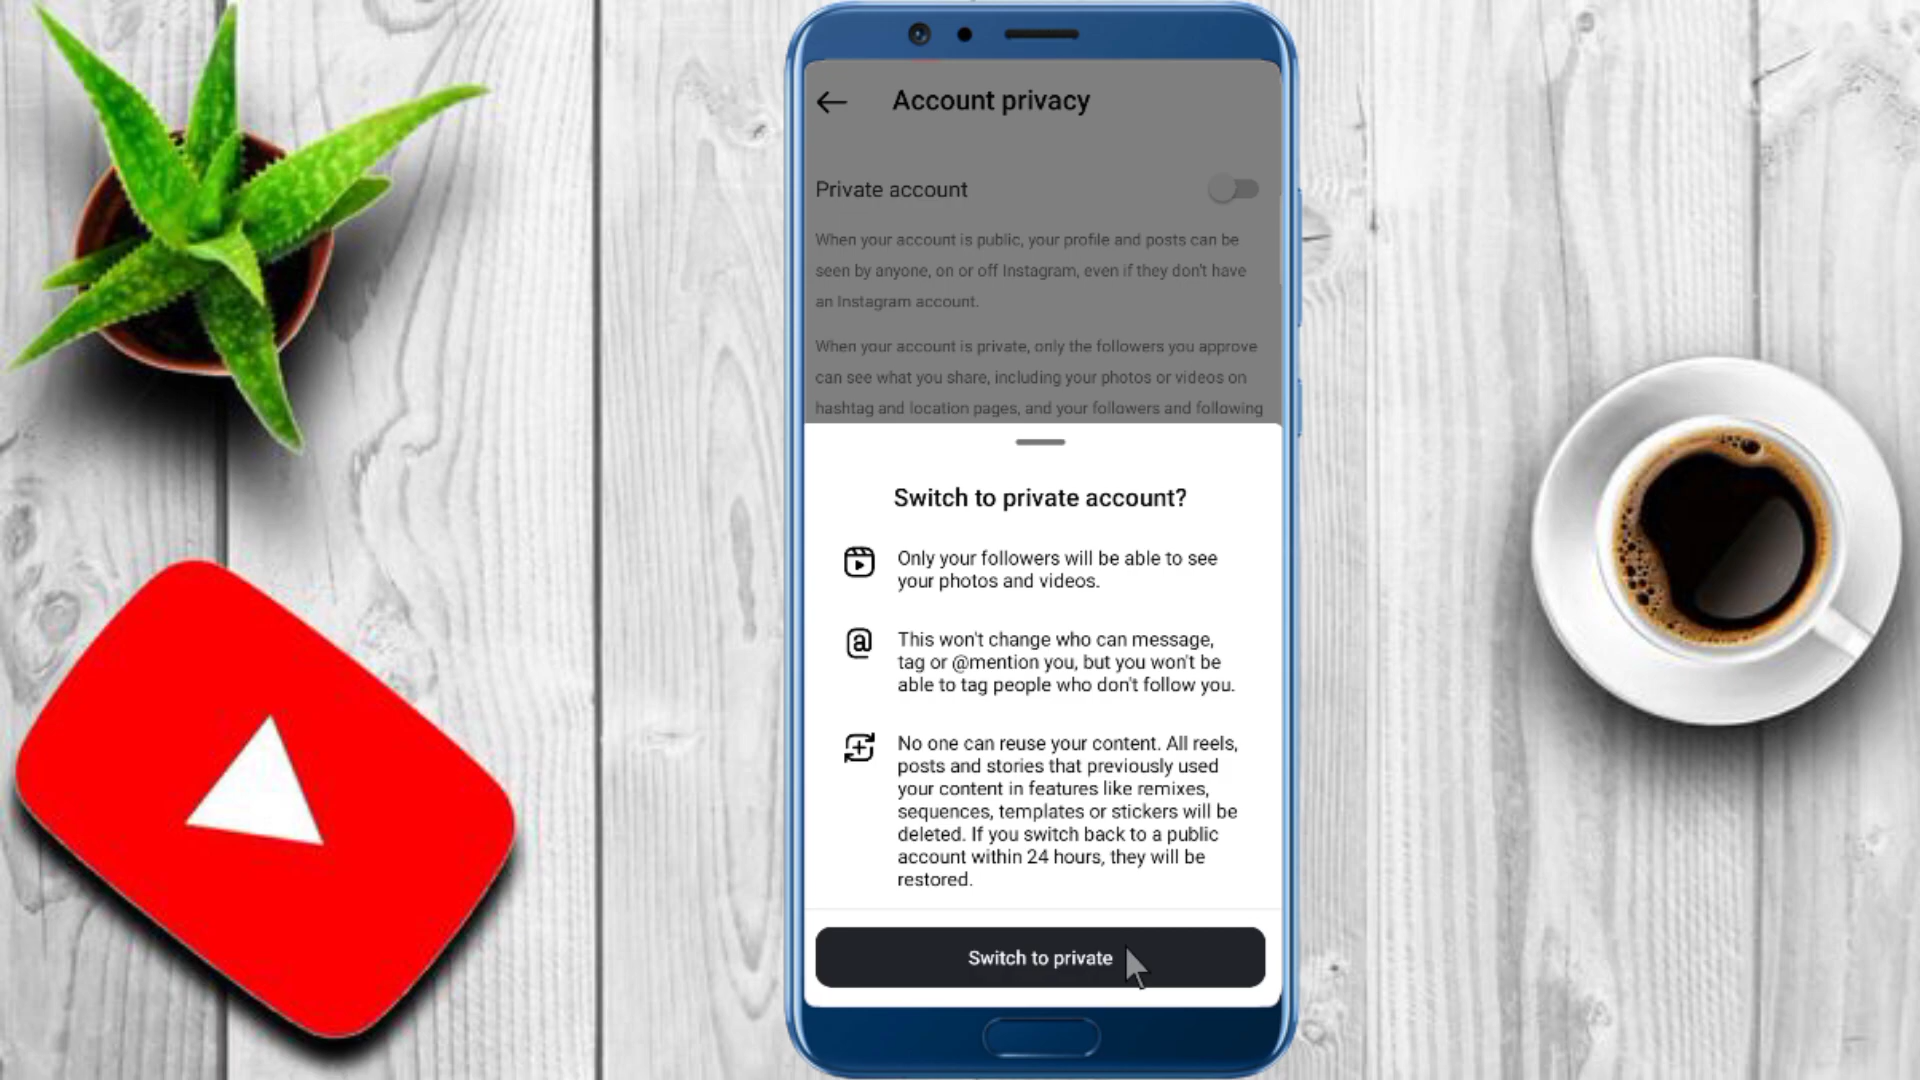 Account privacy
Private account
When your account is public, your profile and posts can be
seen by anyone, on or off Instagram, even if they don't have
an Instagram account.
When your account is private, only the followers you approve
can see what you share, including your photos or videos on
hashtag and location pages, and your followers and following
Switch to private account?
Only your followers will be able to see
your photos and videos.
This won't change who can message,
tag or @mention you, but you won't be
able to tag people who don't follow you.
No one can reuse your content. All reels,
posts and stories that previously used
your content in features like remixes,
sequences, templates or stickers will be
deleted. If you switch back to a public
account within 24 hours, they will be
restored.
Switch to private